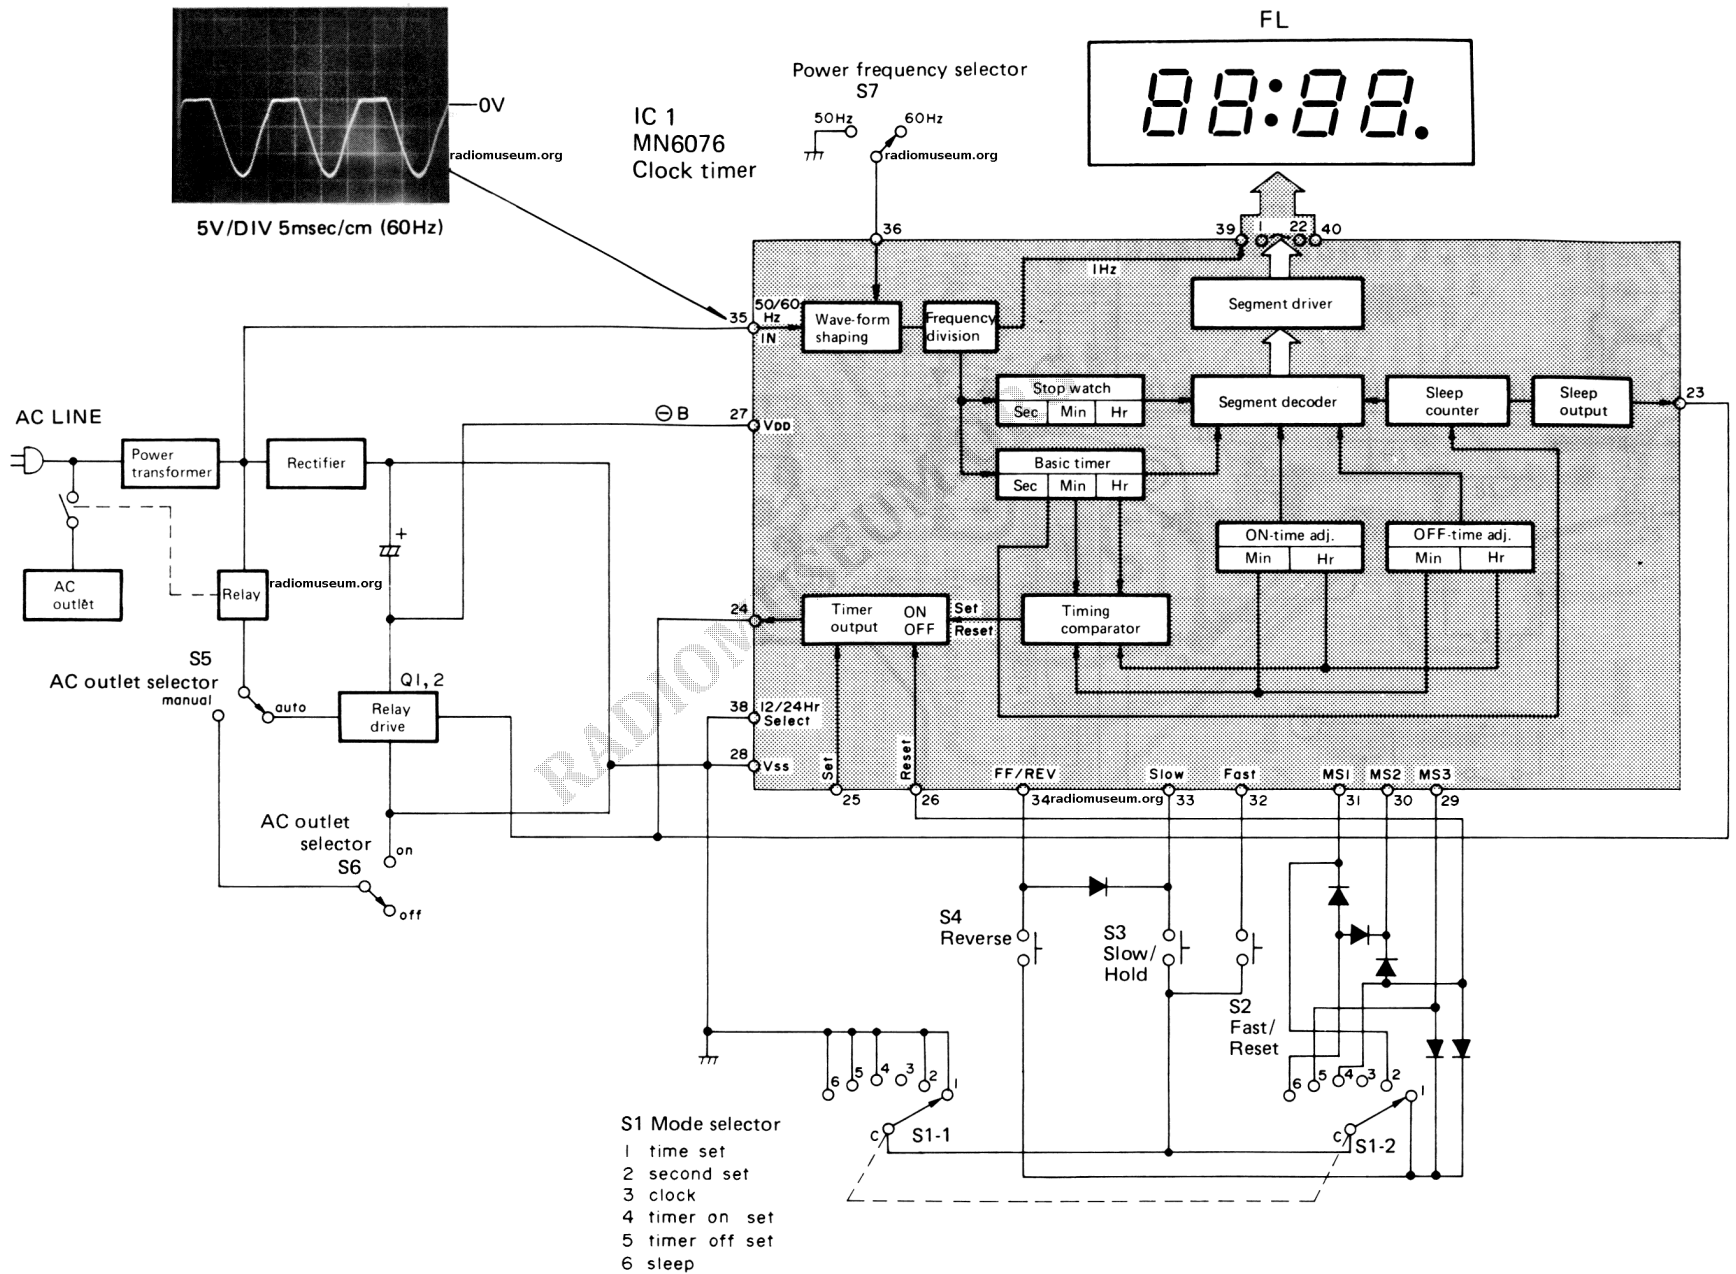 FL
Power frequency selector
S7
50Hz
60Hz
radiomuseum.org
0V
radiomuseum.org
5V/DIV 5msec/cm (60Hz)
IC 1
MN6076
Clock timer
88:88.
36
39
1
22
40
1Hz
Segment driver
35
50/60
Hz
IN
Wave-form
shaping
Frequency
division
Stop watch
Sec
Min
Hr
Segment decoder
Sleep
counter
Sleep
output
23
AC LINE
⊖ B
27
VDD
Power
transformer
Rectifier
Basic timer
Sec
Min
Hr
+
ON-time adj.
Min
Hr
OFF-time adj.
Min
Hr
AC
outlet
Relay
radiomuseum.org
24
Timer
output
ON
OFF
Set
Reset
Timing
comparator
RADIOMUSEUM.ORG
S5
AC outlet selector
manual
auto
Q1, 2
Relay
drive
38
12/24Hr
Select
28
Vss
Set
Reset
FF/REV
Slow
Fast
MS1
MS2
MS3
25
26
34
radiomuseum.org
33
32
31
30
29
AC outlet
selector
S6
on
off
S4
Reverse
S3
Slow/
Hold
S2
Fast/
Reset
6
5
4
3
2
1
C
S1-1
6
5
4
3
2
1
C
S1-2
S1 Mode selector
1 time set
2 second set
3 clock
4 timer on set
5 timer off set
6 sleep